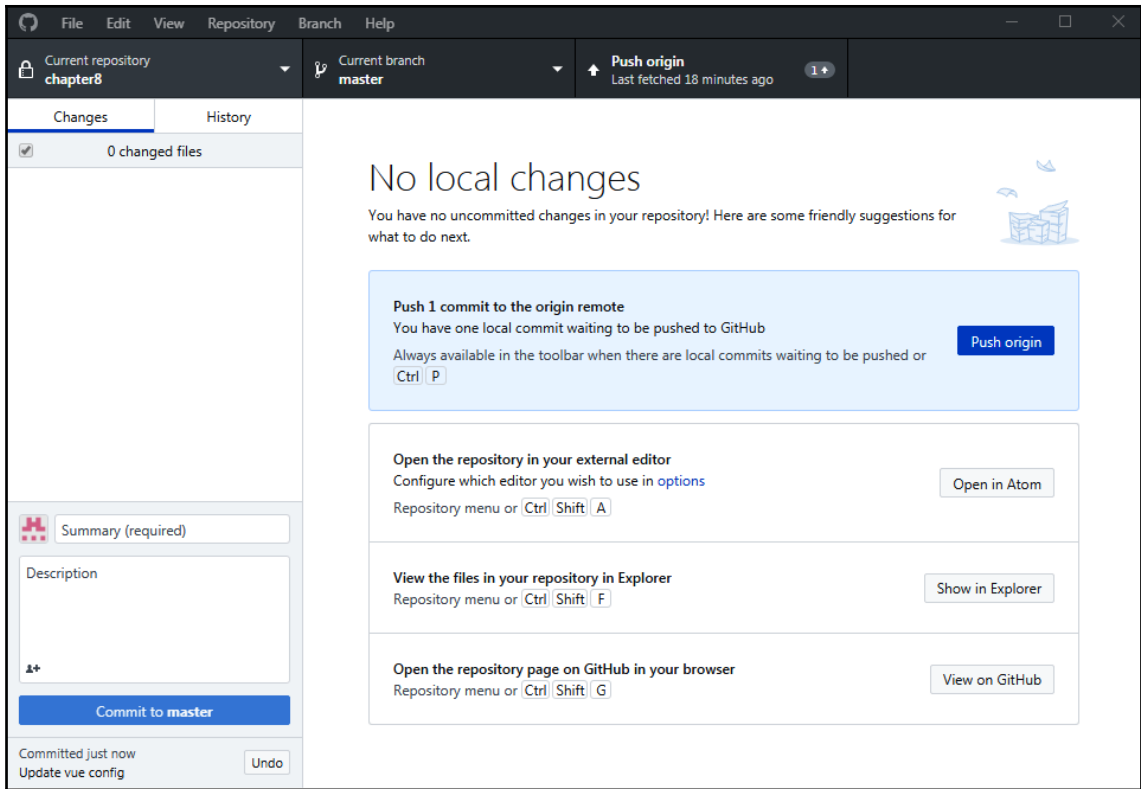 File Edit View Repository Branch Help
Current repository
chapter8
Current branch
master
Push origin
Last fetched 18 minutes ago
1
Changes History
0 changed files
No local changes
You have no uncommitted changes in your repository! Here are some friendly suggestions for
what to do next.
Push 1 commit to the origin remote
You have one local commit waiting to be pushed to GitHub
Always available in the toolbar when there are local commits waiting to be pushed or
Ctrl P
Push origin
Open the repository in your external editor
Configure which editor you wish to use in options
Repository menu or Ctrl Shift A
Open in Atom
View the files in your repository in Explorer
Repository menu or Ctrl Shift F
Show in Explorer
Open the repository page on GitHub in your browser
Repository menu or Ctrl Shift G
View on GitHub
Summary (required)
Description
Commit to master
Committed just now
Update vue config
Undo